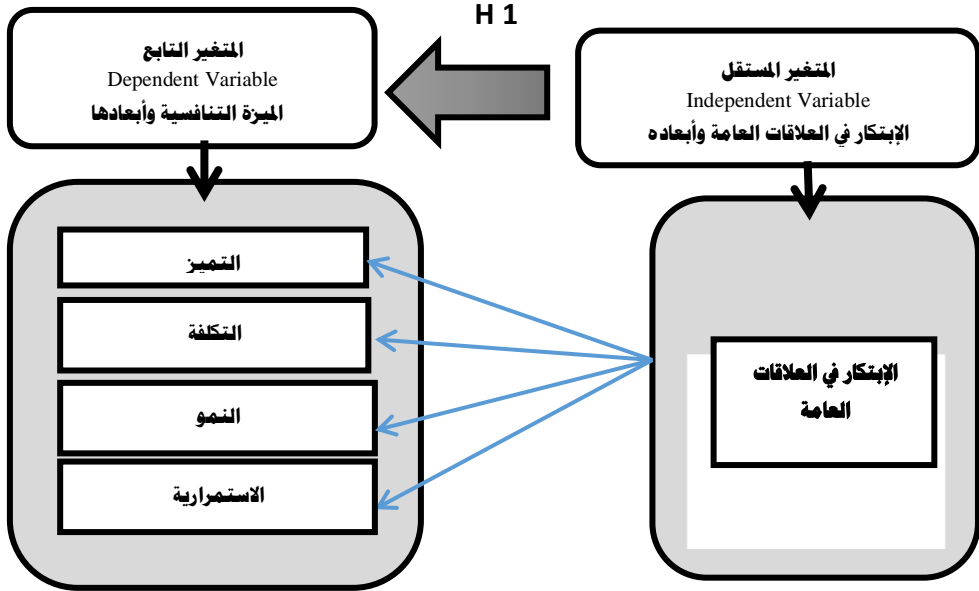 H 1
المتغير المستقل
Independent Variable
الإبتكار في العلاقات العامة وأبعاده
المتغير التابع
Dependent Variable
الميزة التنافسية وأبعادها
الإبتكار في العلاقات
العامة
التميز
التكلفة
النمو
الاستمرارية